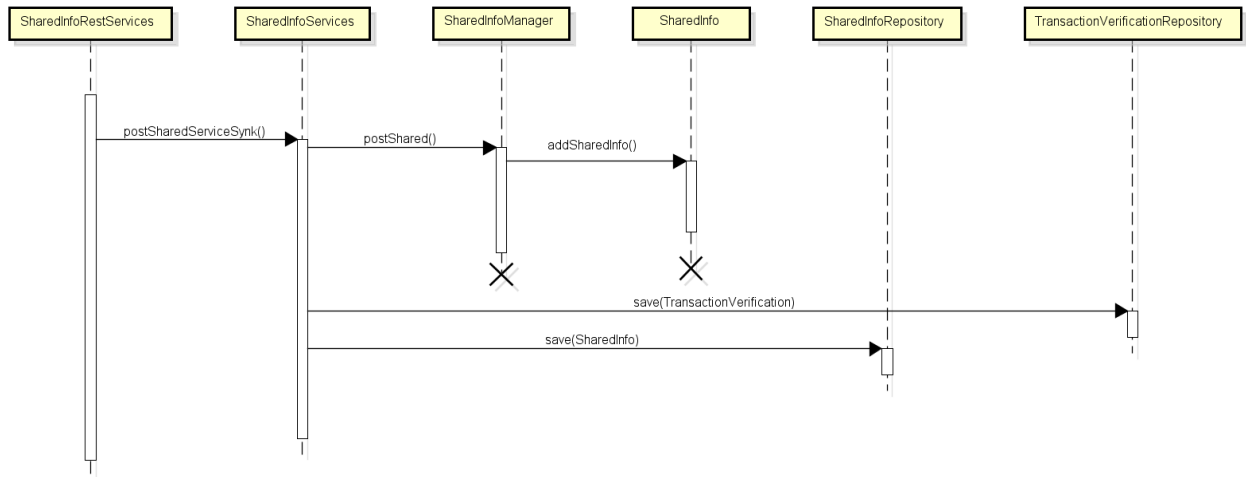 SharedInfoRestServices
SharedInfoServices
SharedInfoManager
SharedInfo
SharedInfoRepository
TransactionVerificationRepository
postSharedServiceSynk()
postShared()
addSharedInfo()
save(TransactionVerification)
save(SharedInfo)